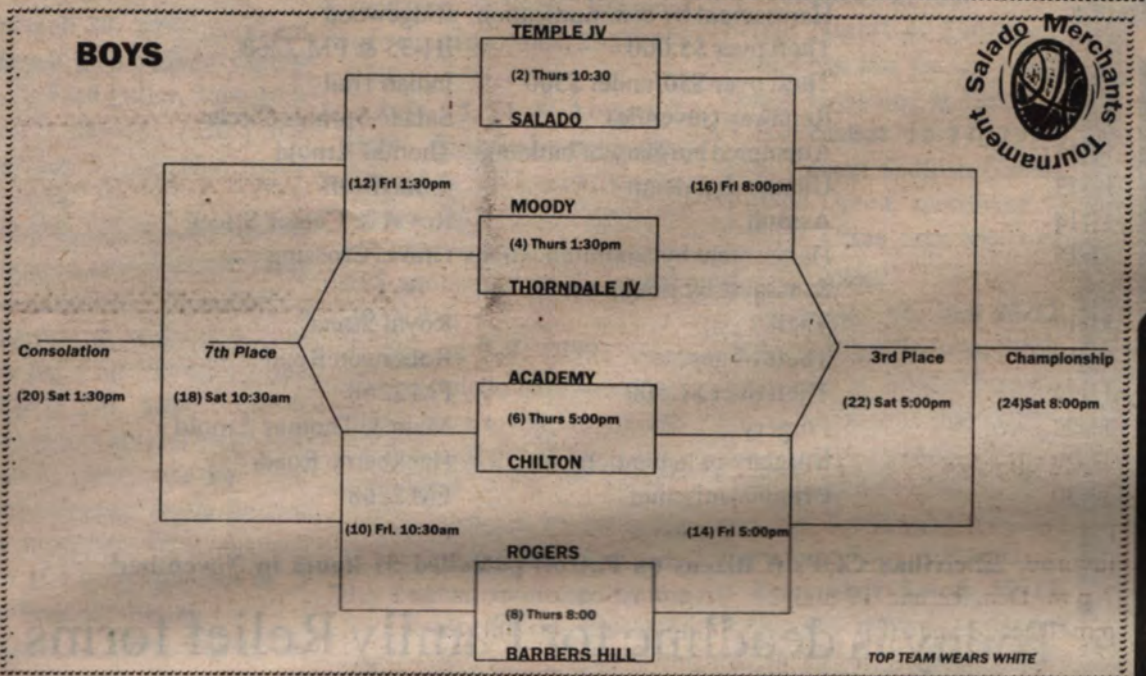 BOYS
Salado Merchants Tournament
TEMPLE JV
(2) Thurs 10:30
SALADO
(12) Fri 1:30pm
(16) Fri 8:00pm
MOODY
(4) Thurs 1:30pm
THORNDALE JV
Consolation
7th Place
3rd Place
Championship
ACADEMY
(20) Sat 1:30pm
(18) Sat 10:30am
(6) Thurs 5:00pm
(22) Sat 5:00pm
(24)Sat 8:00pm
CHILTON
(10) Fri. 10:30am
(14) Fri 5:00pm
ROGERS
(8) Thurs 8:00
BARBERS HILL
TOP TEAM WEARS WHITE